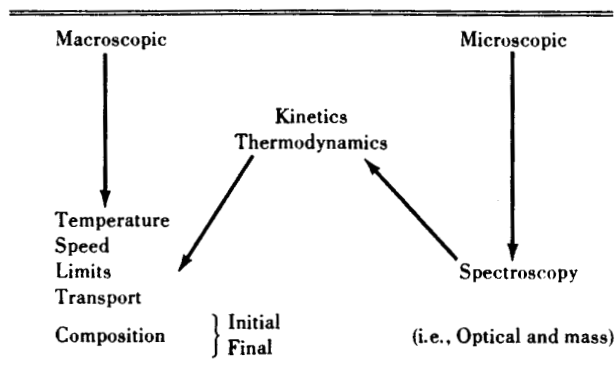 Macroscopic
Microscopic
Kinetics
Thermodynamics
Temperature
Speed
Limits
Transport
Spectroscopy
Composition
Initial
Final
(i.e., Optical and mass)